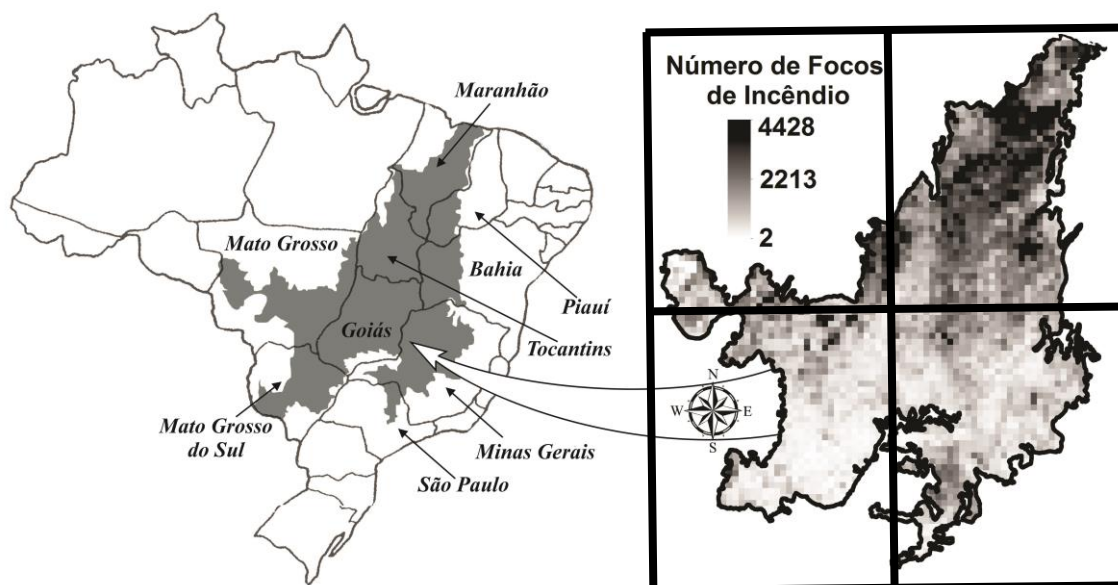 Maranhão
Mato Grosso
Bahia
Piauí
Goiás
Tocantins
Mato Grosso
do Sul
Minas Gerais
São Paulo
Número de Focos
de Incêndio
4428
2213
2
N
W
E
S